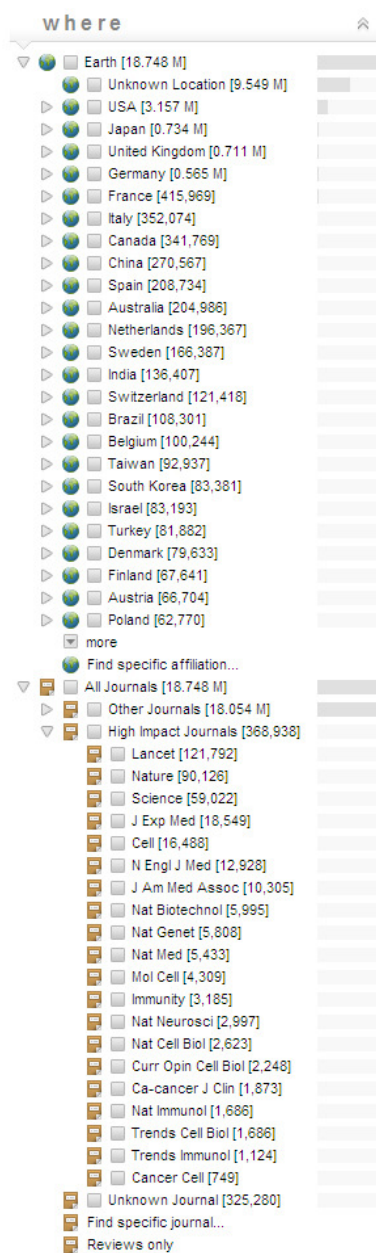 where
Earth [18.748 M]
Unknown Location [9.549 M]
USA [3.157 M]
Japan [0.734 M]
United Kingdom [0.711 M]
Germany [0.565 M]
France [415,969]
Italy [352,074]
Canada [341,769]
China [270,567]
Spain [208,734]
Australia [204,986]
Netherlands [196,367]
Sweden [166,387]
India [136,407]
Switzerland [121,418]
Brazil [108,301]
Belgium [100,244]
Taiwan [92,937]
South Korea [83,381]
Israel [83,193]
Turkey [81,882]
Denmark [79,633]
Finland [67,641]
Austria [66,704]
Poland [62,770]
more
Find specific affiliation...
All Journals [18.748 M]
Other Journals [18.054 M]
High Impact Journals [368,938]
Lancet [121,792]
Nature [90,126]
Science [59,022]
J Exp Med [18,549]
Cell [16,488]
N Engl J Med [12,928]
J Am Med Assoc [10,305]
Nat Biotechnol [5,995]
Nat Genet [5,808]
Nat Med [5,433]
Mol Cell [4,309]
Immunity [3,185]
Nat Neurosci [2,997]
Nat Cell Biol [2,623]
Curr Opin Cell Biol [2,248]
Ca-cancer J Clin [1,873]
Nat Immunol [1,686]
Trends Cell Biol [1,686]
Trends Immunol [1,124]
Cancer Cell [749]
Unknown Journal [325,280]
Find specific journal...
Reviews only